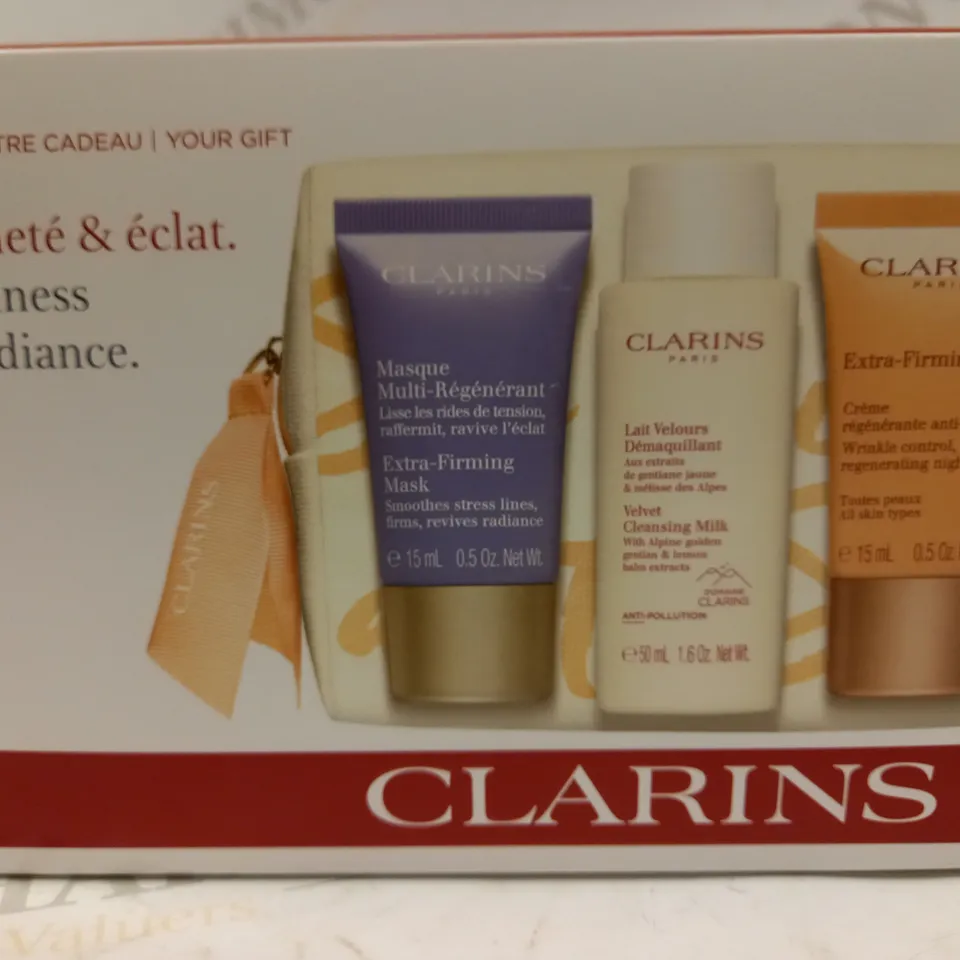 TRE CADEAU | YOUR GIFT
eté & éclat.
ness
diance.
CLARINS
CLARINS
PARIS
Masque
Multi-Régénérant
Lisse les rides de tension,
raffermit, ravive l'éclat
Extra-Firming
Mask
Smoothes stress lines,
firms, revives radiance
℮ 15 mL 0.5 Oz. Net Wt.
CLARINS
PARIS
Lait Velours
Démaquillant
Aux extraits
de gentiane jaune
& mélisse des Alpes
Velvet
Cleansing Milk
With Alpine golden
gentian & lemon
balm extracts
DOMAINE
CLARINS
ANTI-POLLUTION
℮ 50 mL 1.6 Oz. Net Wt.
CLAR
PARI
Extra-Firmin
Crème
régénérante anti-
Wrinkle control,
regenerating nigh
Toutes peaux
All skin types
℮ 15 mL 0.5 Oz.
CLARINS
Valuers